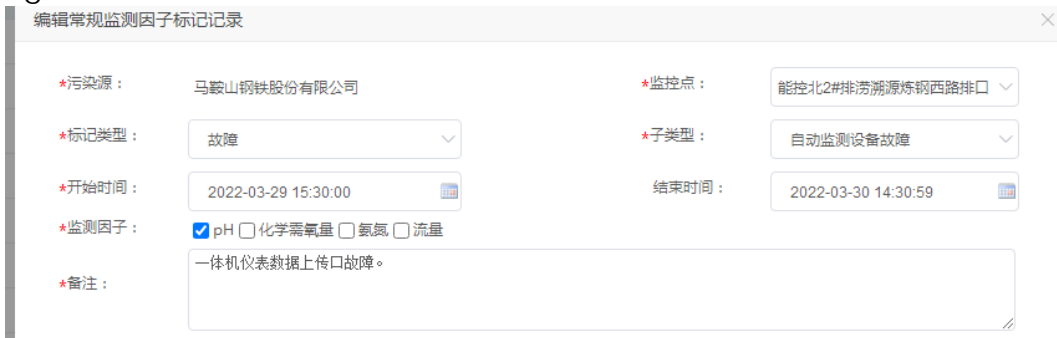 编辑常规监测因子标记记录
*污染源：
马鞍山钢铁股份有限公司
*监控点：
能控北2#排涝溯源炼钢西路排口
*标记类型：
故障
*子类型：
自动监测设备故障
*开始时间：
2022-03-29 15:30:00
结束时间：
2022-03-30 14:30:59
*监测因子：
pH 化学需氧量 氨氮 流量
*备注：
一体机仪表数据上传口故障。